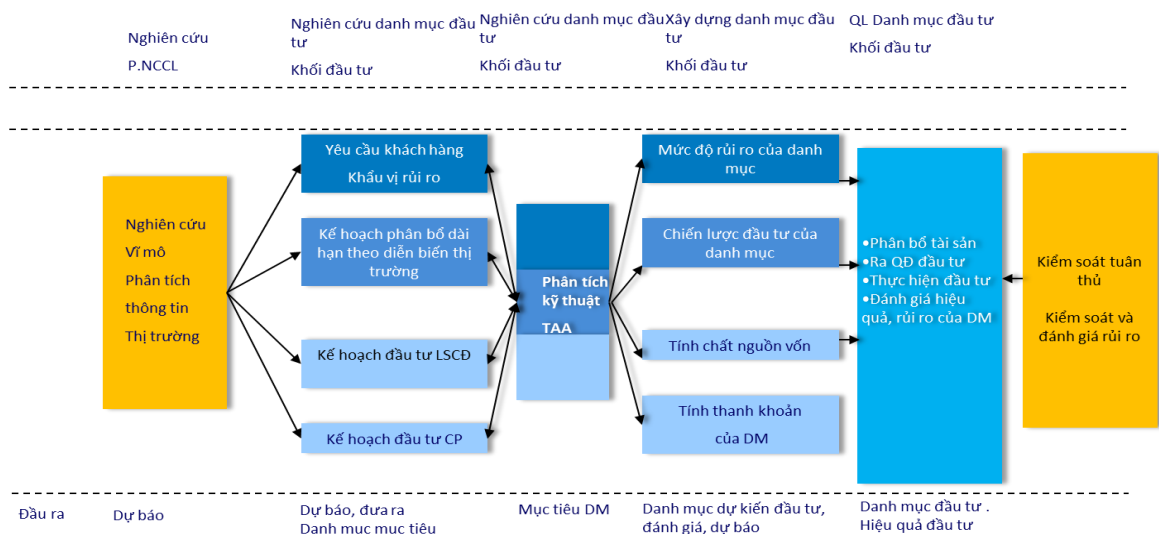 Nghiên cứu
P.NCCL
Nghiên cứu danh mục đầu
tư
Khối đầu tư
Nghiên cứu danh mục đầu
tư
Khối đầu tư
Xây dựng danh mục đầu
tư
Khối đầu tư
QL Danh mục đầu tư
Khối đầu tư
Nghiên cứu
Vĩ mô
Phân tích
thông tin
Thị trường
Yêu cầu khách hàng
Khẩu vị rủi ro
Kế hoạch phân bổ dài
hạn theo diễn biến thị
trường
Kế hoạch đầu tư LSCĐ
Kế hoạch đầu tư CP
Phân tích
kỹ thuật
TAA
Mức độ rủi ro của danh
mục
Chiến lược đầu tư của
danh mục
Tính chất nguồn vốn
Tính thanh khoản
của DM
•Phân bổ tài sản
•Ra QĐ đầu tư
•Thực hiện đầu tư
•Đánh giá hiệu
quả, rủi ro của DM
Kiểm soát tuân
thủ
Kiểm soát và
đánh giá rủi ro
Đầu ra
Dự báo
Dự báo, đưa ra
Danh mục mục tiêu
Mục tiêu DM
Danh mục dự kiến đầu tư,
đánh giá, dự báo
Danh mục đầu tư .
Hiệu quả đầu tư